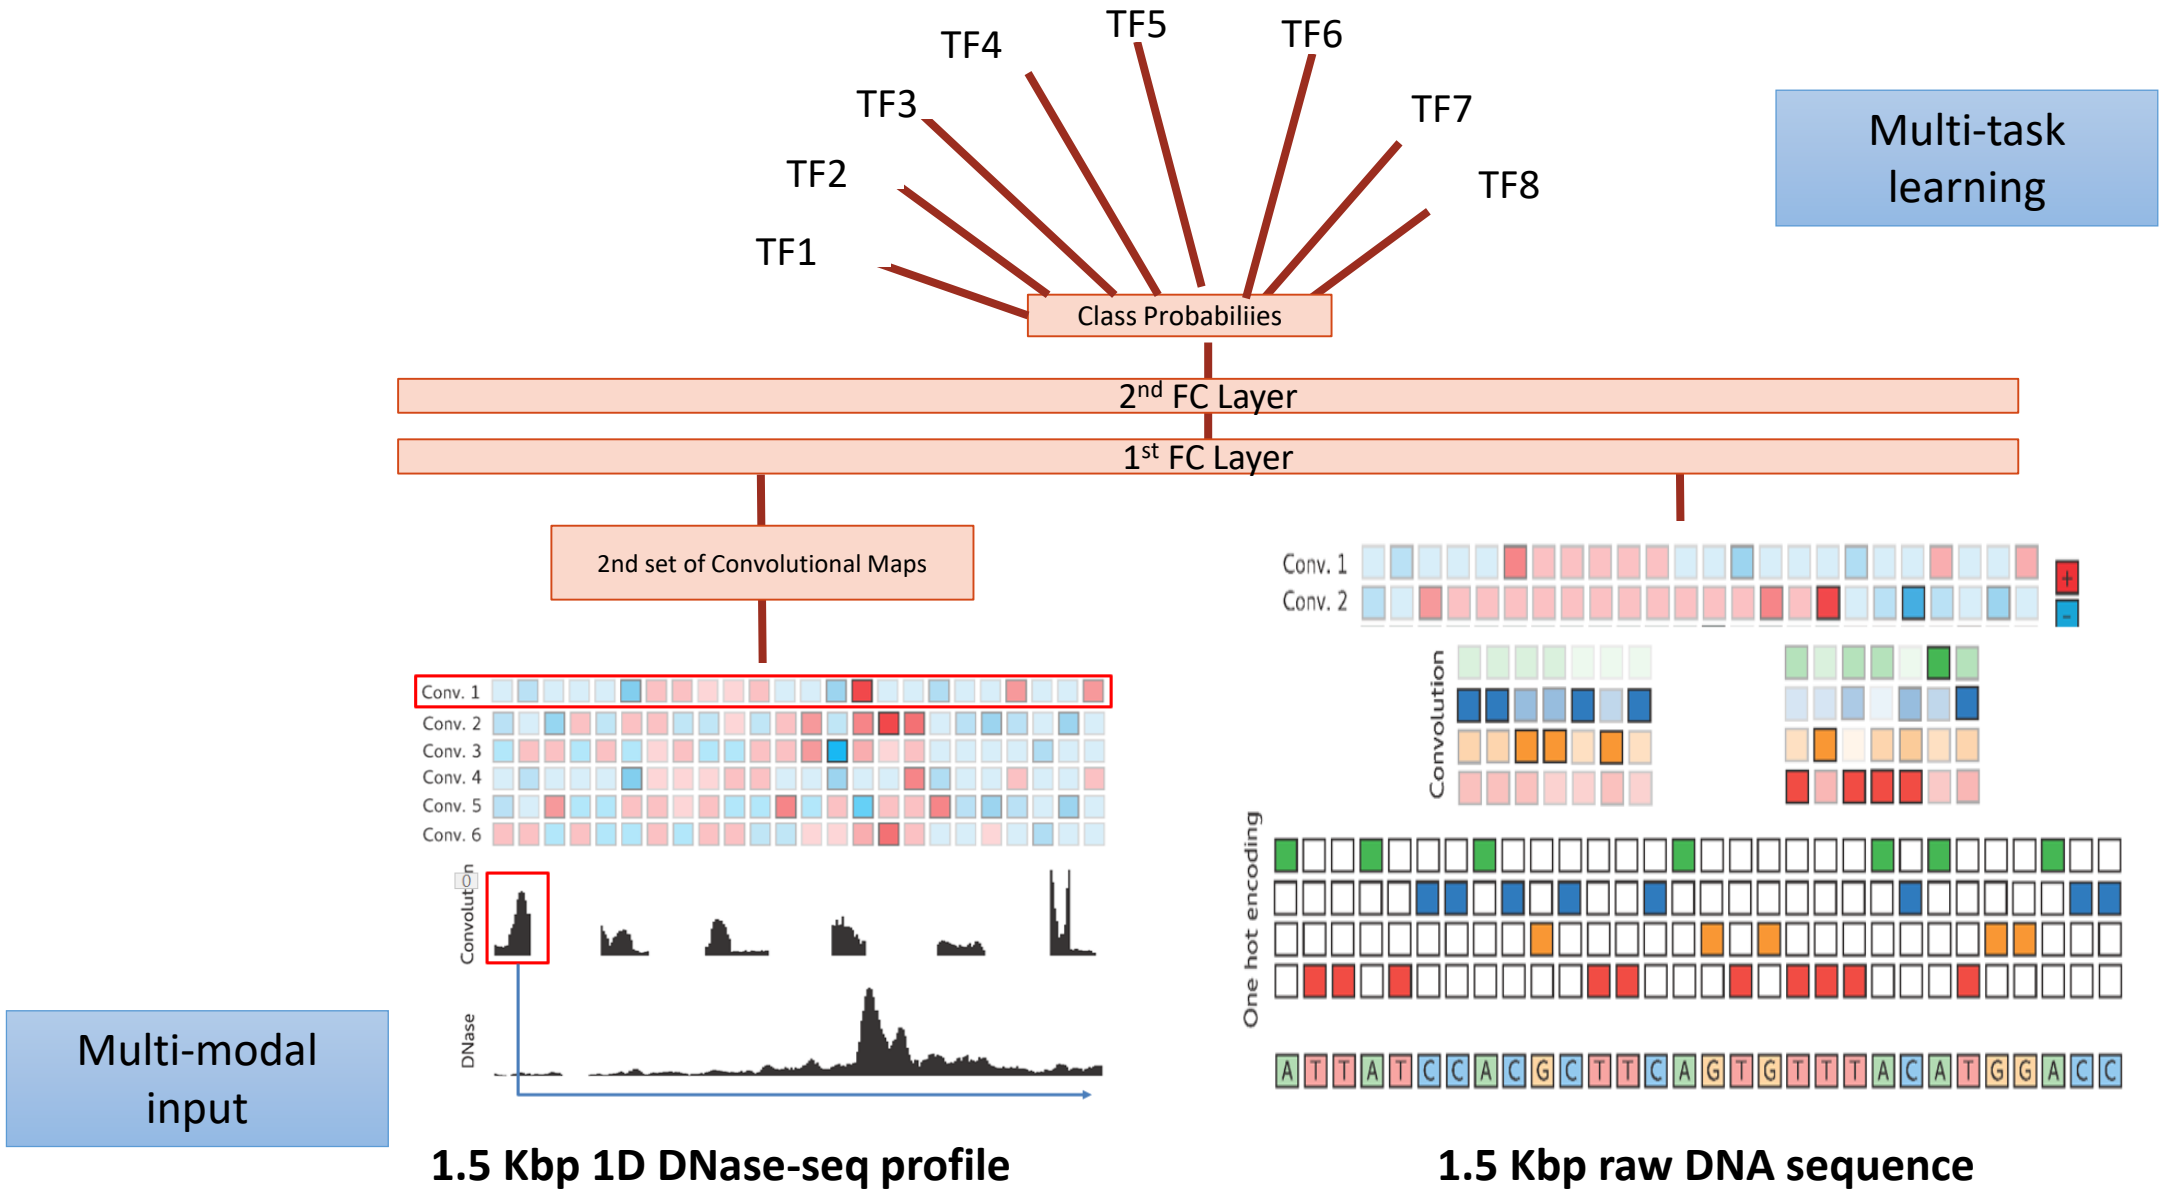 TF5
TF6
TF4
TF3
TF7
TF2
TF8
TF1
Multi-task
learning
Class Probabiliies
2nd FC Layer
1st FC Layer
2nd set of Convolutional Maps
Conv. 1
Conv. 2
Conv. 3
Conv. 4
Conv. 5
Conv. 6
0
Convolution
DNase
Multi-modal
input
1.5 Kbp 1D DNase-seq profile
Conv. 1
Conv. 2
+
-
Convolution
One hot encoding
A T T A T C C A C G C T T C A G T G T T T A C A T G G A C C
1.5 Kbp raw DNA sequence